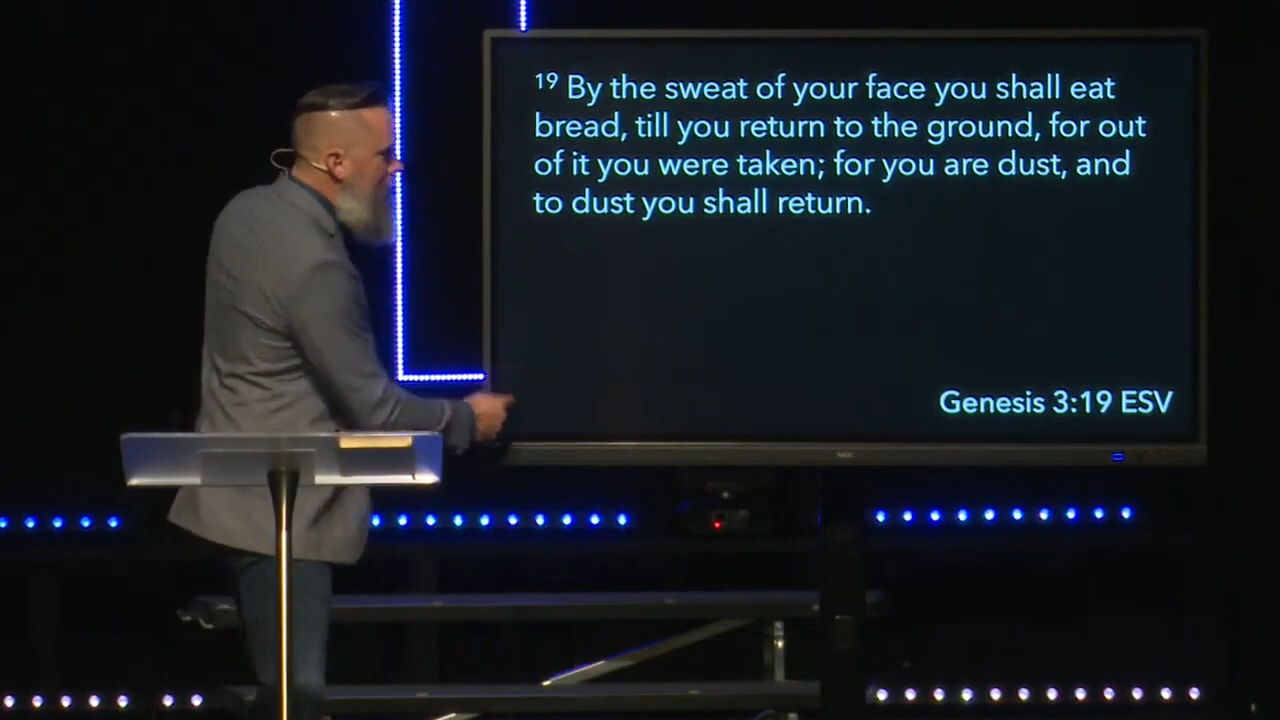 19 By the sweat of your face you shall eat
bread, till you return to the ground, for out
of it you were taken; for you are dust, and
to dust you shall return.
Genesis 3:19 ESV
NEC